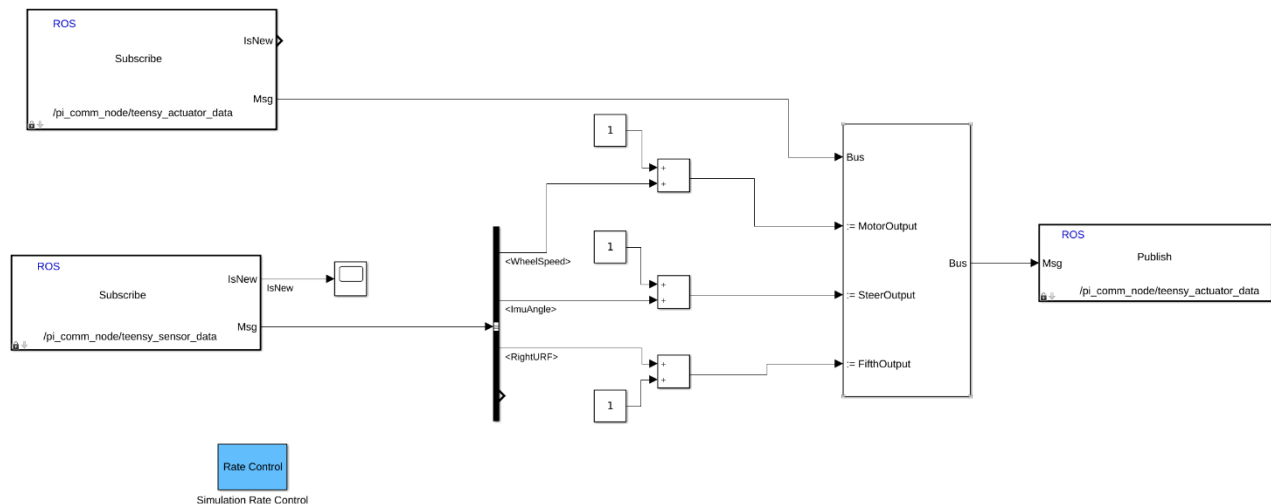 ROS
IsNew
Subscribe
Msg
/pi_comm_node/teensy_actuator_data
1
+
+
Bus
:= MotorOutput
ROS
IsNew
IsNew
Subscribe
Msg
/pi_comm_node/teensy_sensor_data
<WheelSpeed>
<ImuAngle>
<RightURF>
1
+
+
:= SteerOutput
Bus
1
+
+
:= FifthOutput
ROS
Publish
Msg
/pi_comm_node/teensy_actuator_data
Rate Control
Simulation Rate Control